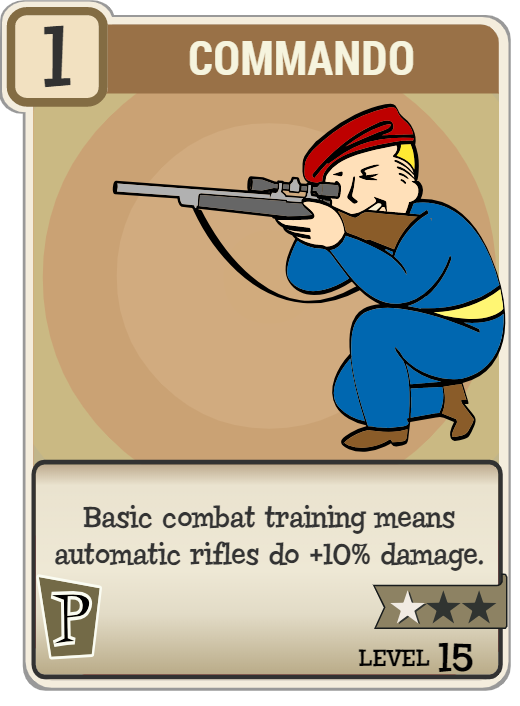 1
COMMANDO
Basic combat training means
automatic rifles do +10% damage.
P
LEVEL 15